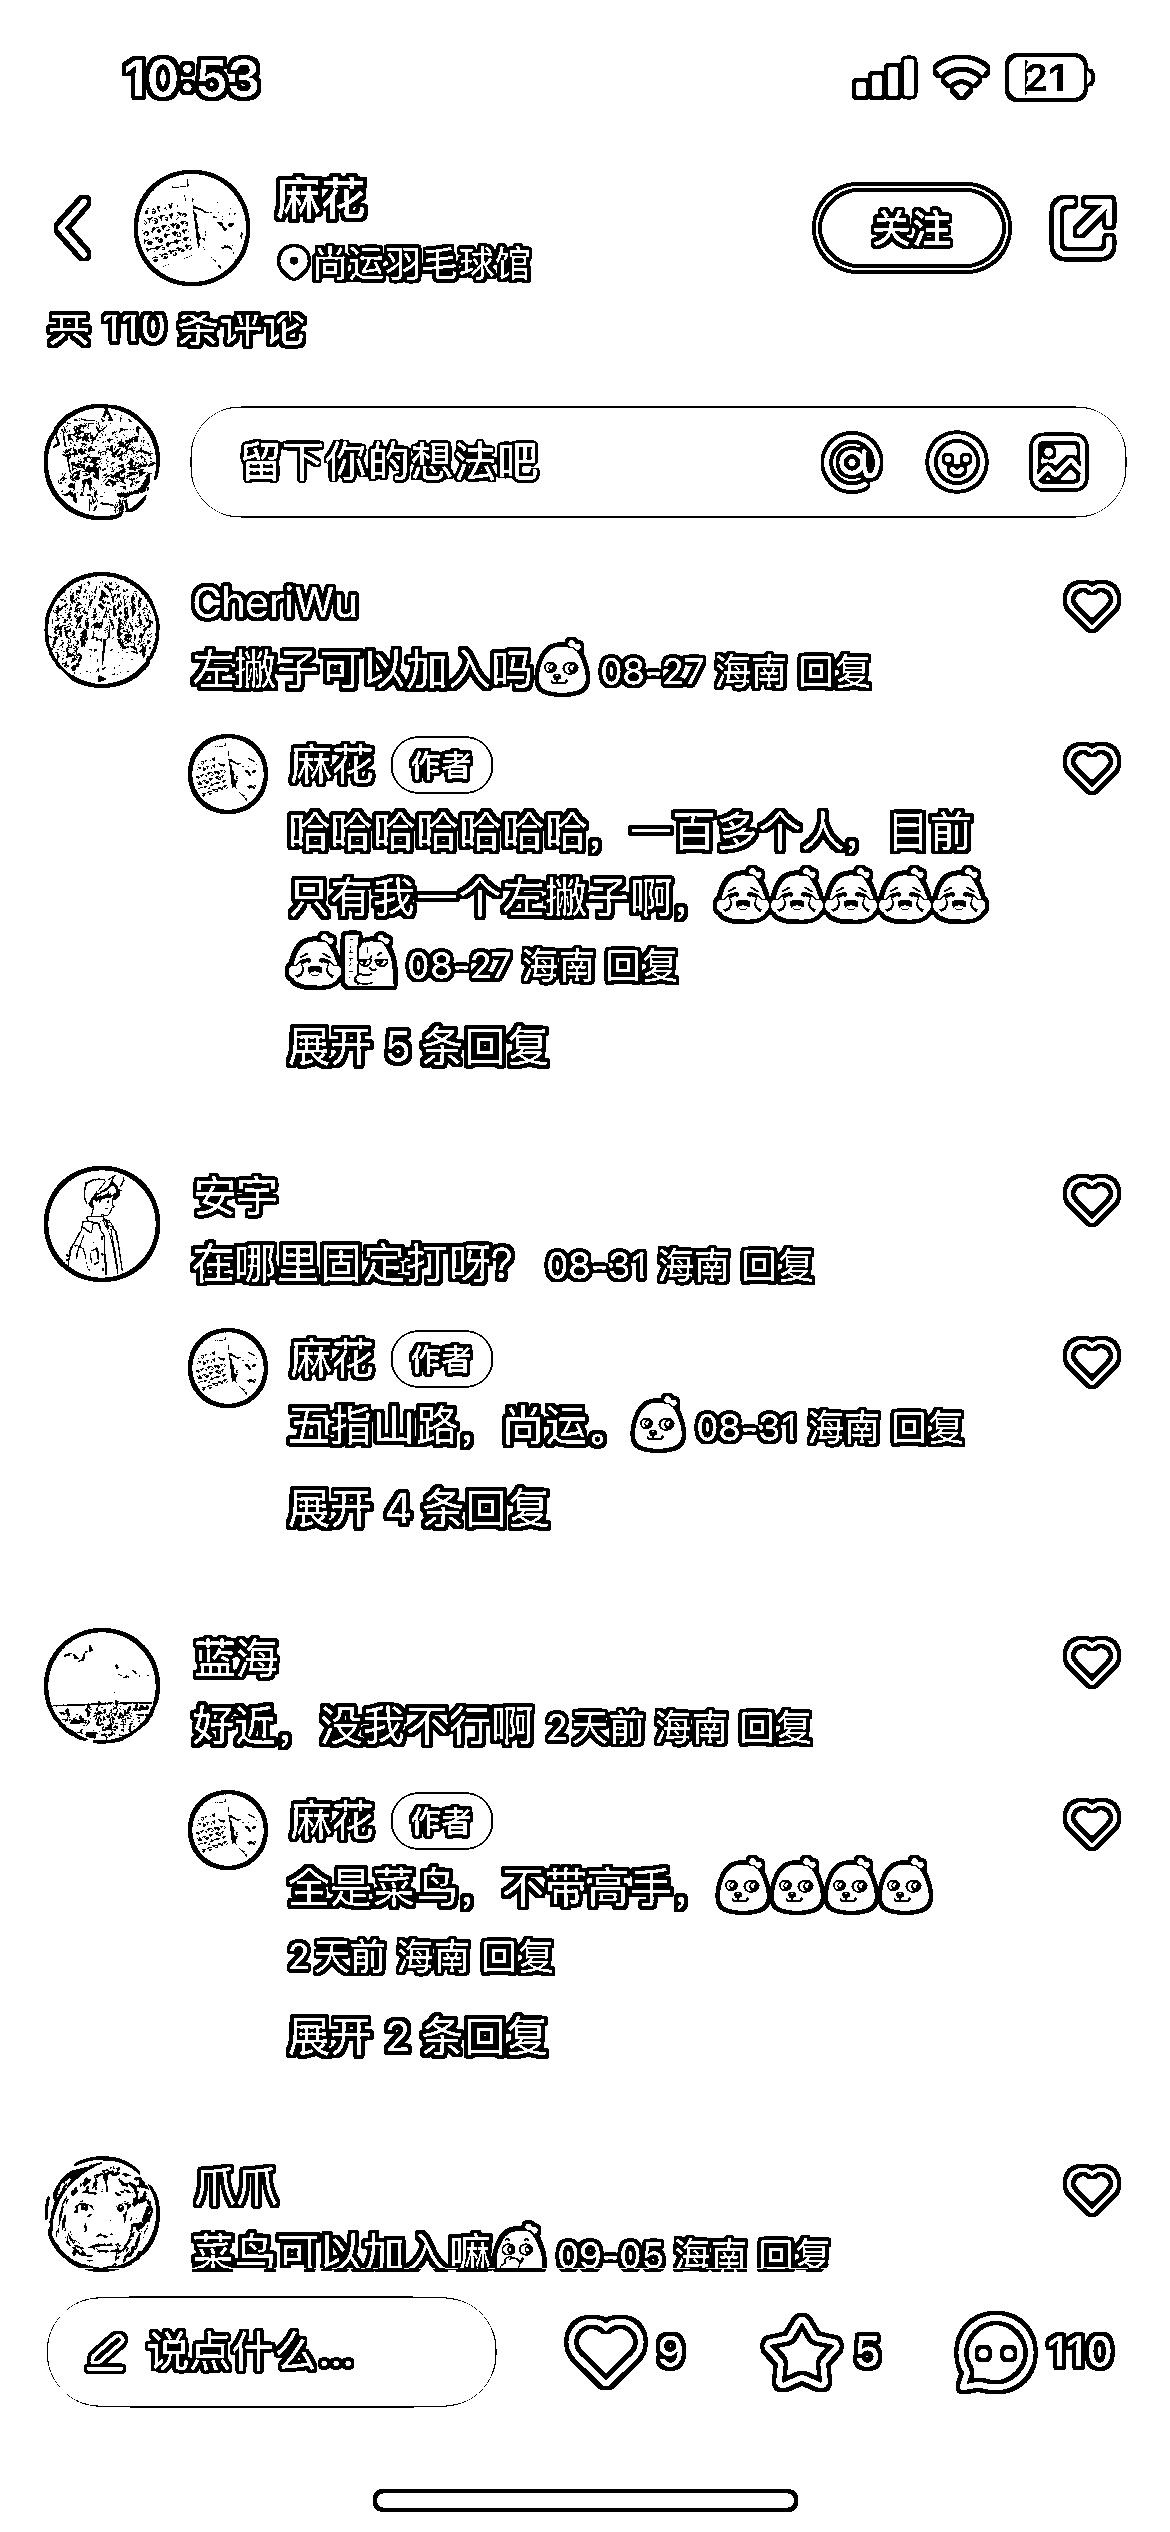 10:53
21
麻花
关注
尚运羽毛球馆
共 110 条评论
留下你的想法吧
CheriWu
左撇子可以加入吗 08-27 海南 回复
麻花 作者
哈哈哈哈哈哈哈，一百多个人，目前
只有我一个左撇子啊，
08-27 海南 回复
展开 5 条回复
安宇
在哪里固定打呀？ 08-31 海南 回复
麻花 作者
五指山路，尚运。 08-31 海南 回复
展开 4 条回复
蓝海
好近，没我不行啊 2天前 海南 回复
麻花 作者
全是菜鸟，不带高手，
2天前 海南 回复
展开 2 条回复
爪爪
菜鸟可以加入嘛 09-05 海南 回复
说点什么...
9
5
110